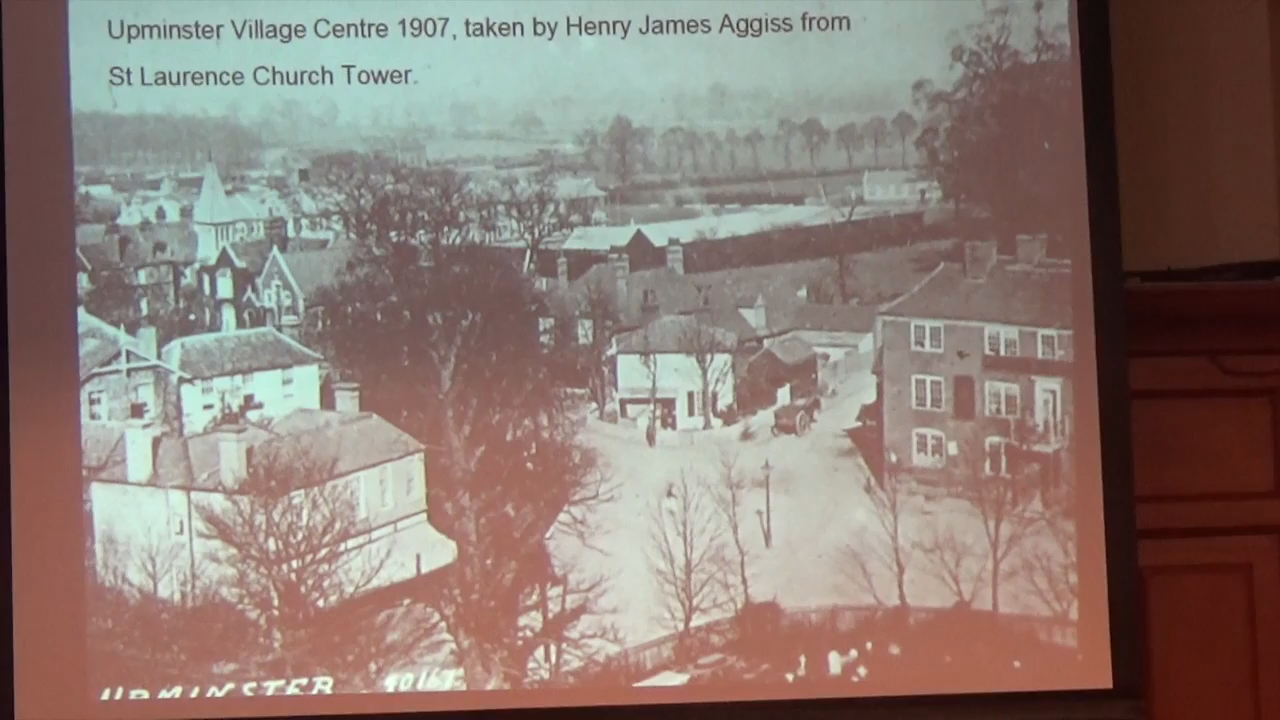 Upminster Village Centre 1907, taken by Henry James Aggiss from
St Laurence Church Tower.
UPMINSTER